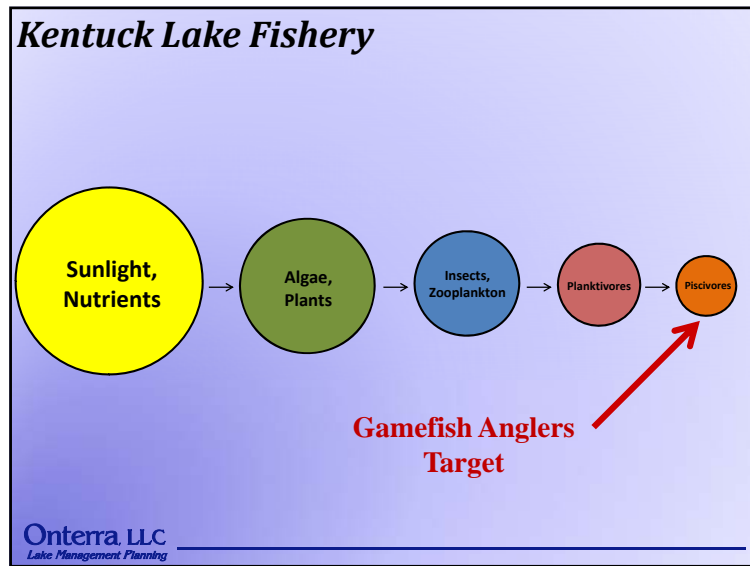 Kentuck Lake Fishery
Sunlight,
Nutrients
Algae,
Plants
Insects,
Zooplankton
Planktivores
Piscivores
Gamefish Anglers
Target
Onterra, LLC
Lake Management Planning